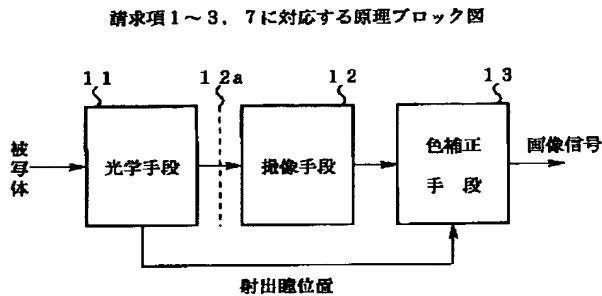 請求項1～3，7に対応する原理ブロック図
11
12a
12
13
被写体
光学手段
撮像手段
色補正
手段
画像信号
射出瞳位置